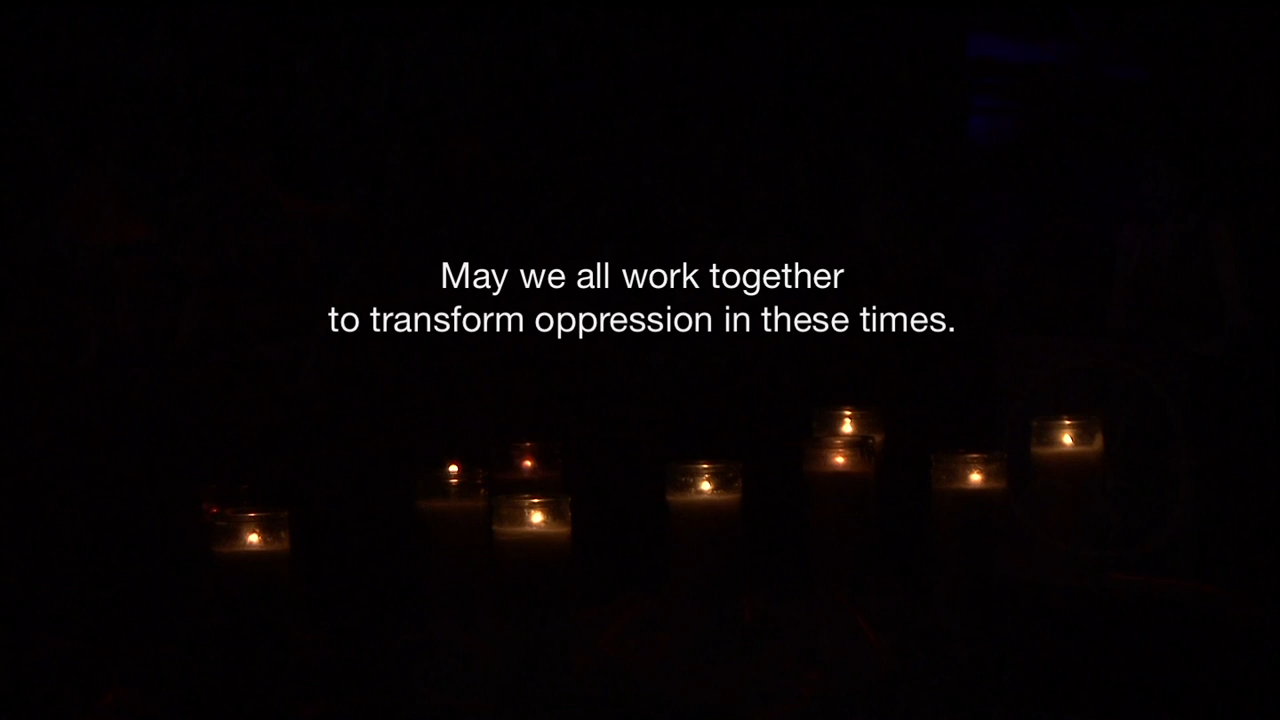 May we all work together
to transform oppression in these times.